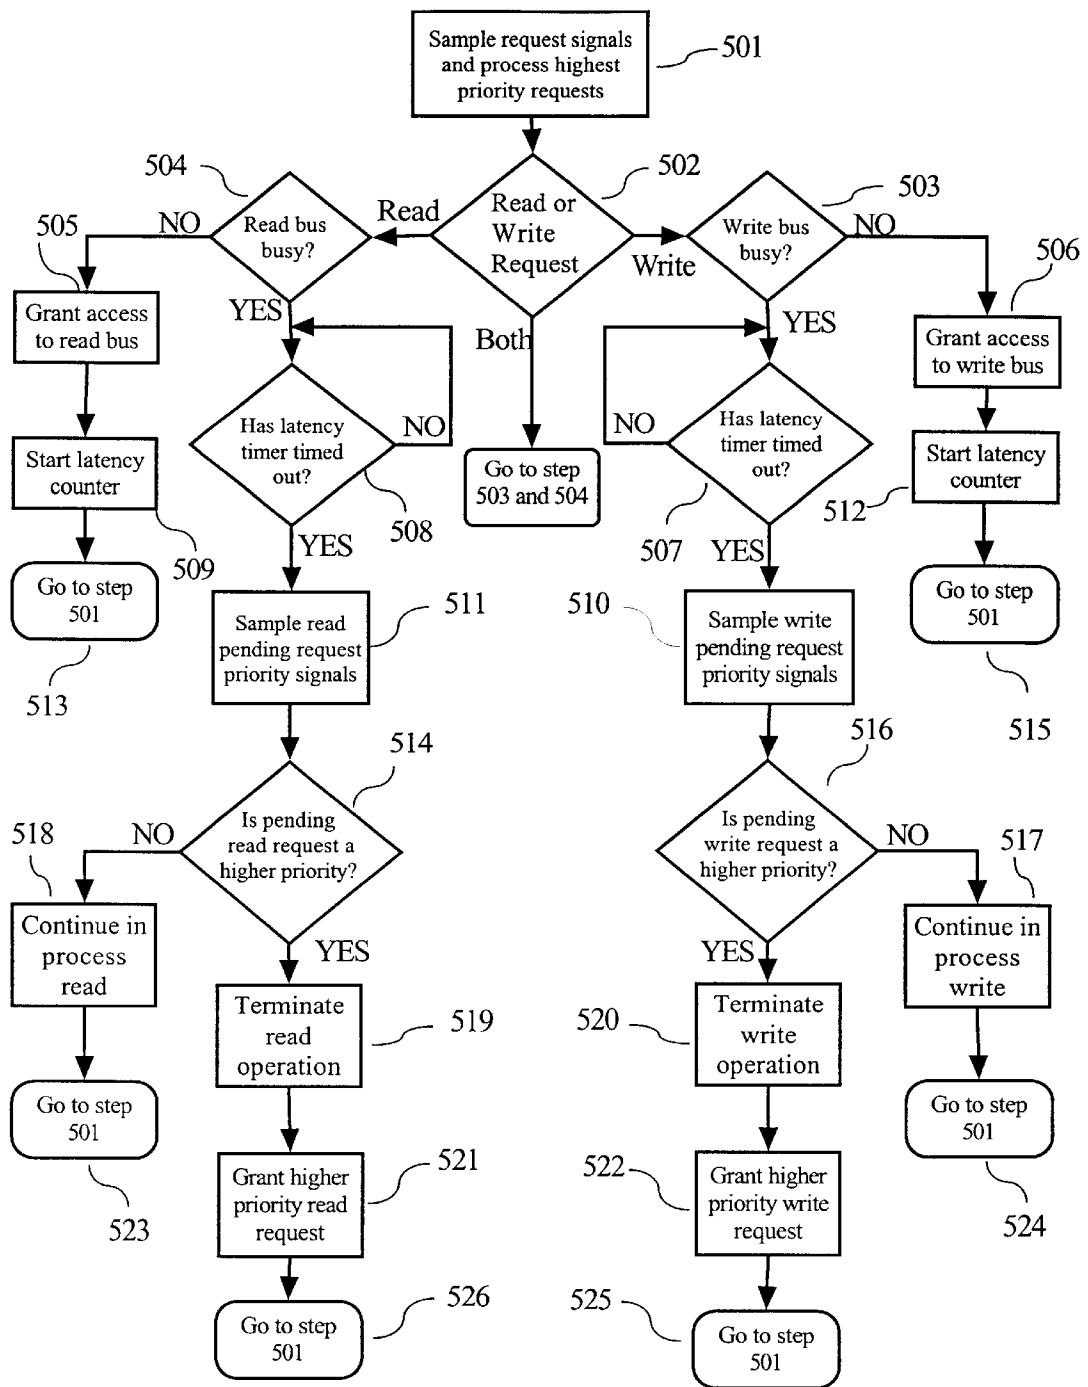 Sample request signals
and process highest
priority requests
501
504
502
503
Read bus
busy?
NO
Read
Read or
Write
Request
Write
Write bus
busy?
NO
505
506
Grant access
to read bus
YES
Both
YES
Grant access
to write bus
Has latency
timer timed
out?
NO
Has latency
timer timed
out?
NO
Start latency
counter
Go to step
503 and 504
Start latency
counter
508
507
512
509
YES
YES
Go to step
501
Go to step
501
513
515
Sample read
pending request
priority signals
511
510
Sample write
pending request
priority signals
514
516
Is pending
read request a
higher priority?
NO
Is pending
write request a
higher priority?
NO
518
517
Continue in
process
read
YES
YES
Continue in
process
write
Terminate
read
operation
519
520
Terminate
write
operation
Go to step
501
Go to step
501
523
524
Grant higher
priority read
request
521
522
Grant higher
priority write
request
Go to step
501
526
525
Go to step
501